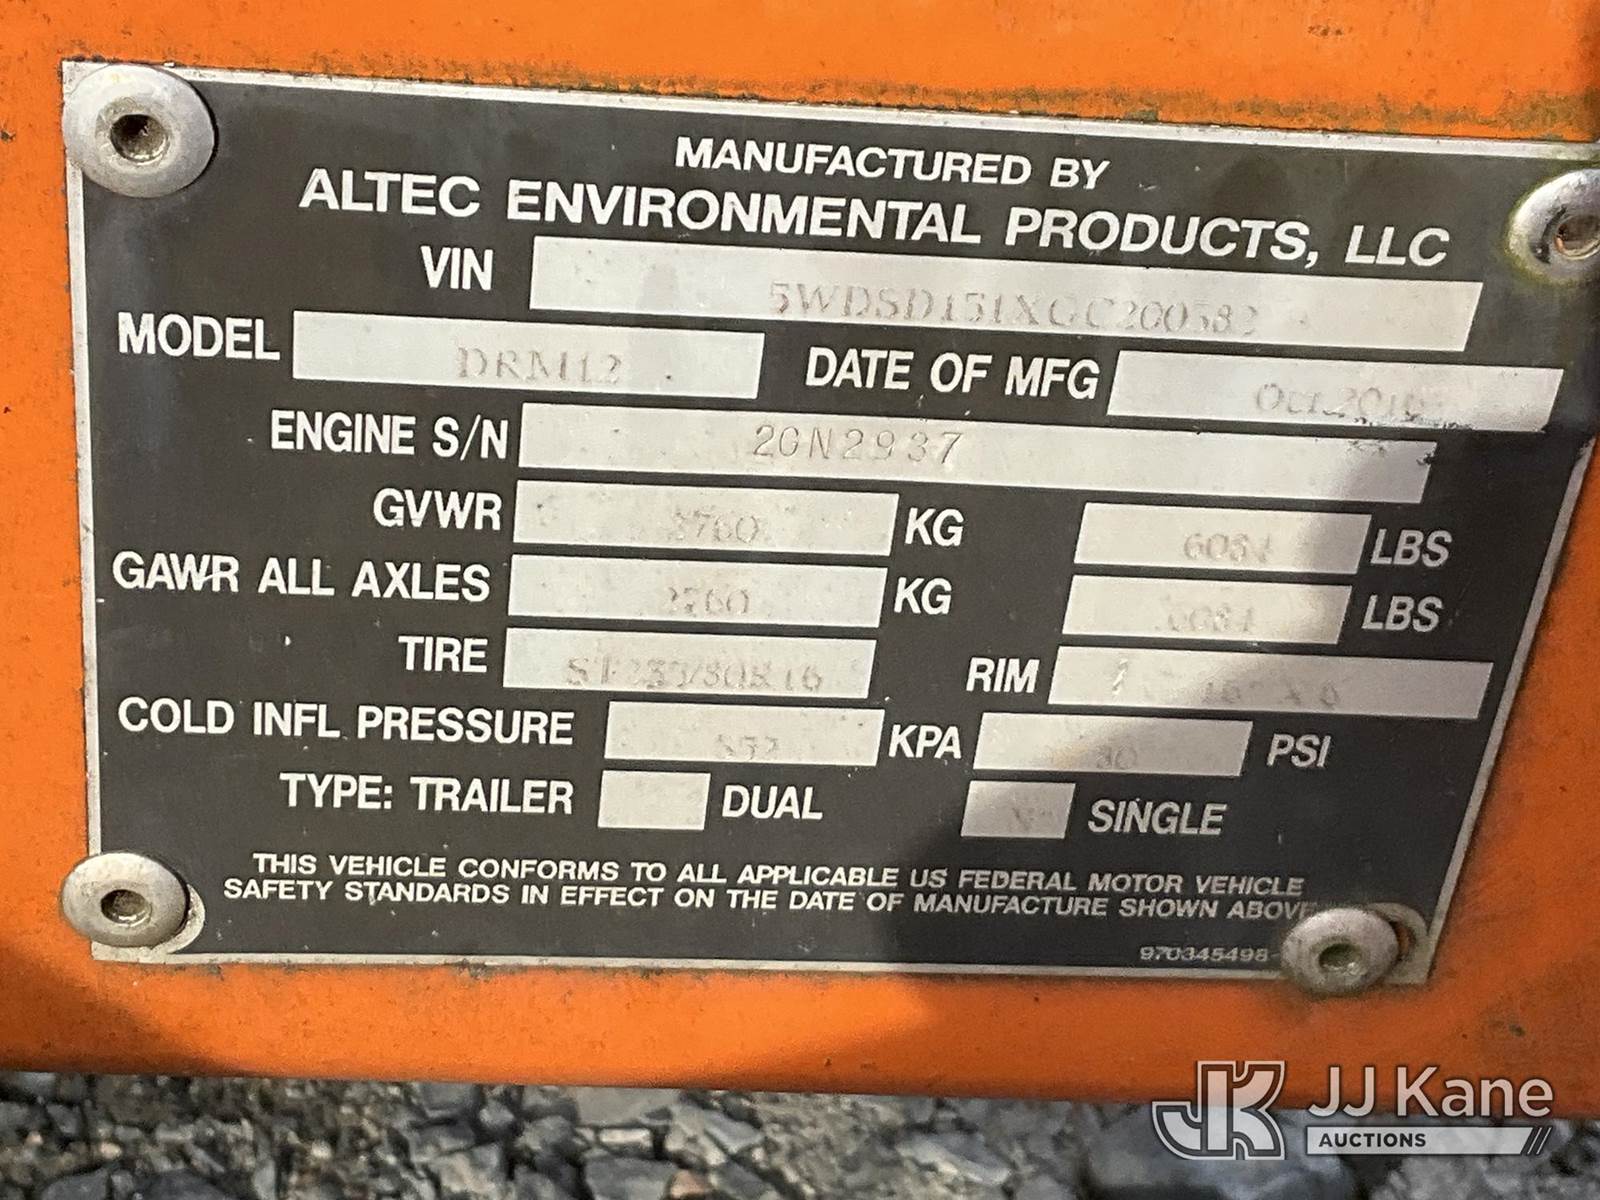 MANUFACTURED BY
ALTEC ENVIRONMENTAL PRODUCTS, LLC
VIN
MODEL DRM12 DATE OF MFG
ENGINE S/N 2GN2937
GVWR 2760 KG 6084 LBS
GAWR ALL AXLES 2760 KG 6084 LBS
TIRE RIM
COLD INFL PRESSURE KPA PSI
TYPE: TRAILER DUAL SINGLE
THIS VEHICLE CONFORMS TO ALL APPLICABLE US FEDERAL MOTOR VEHICLE
SAFETY STANDARDS IN EFFECT ON THE DATE OF MANUFACTURE SHOWN ABOVE
970345498
JK JJ Kane
AUCTIONS